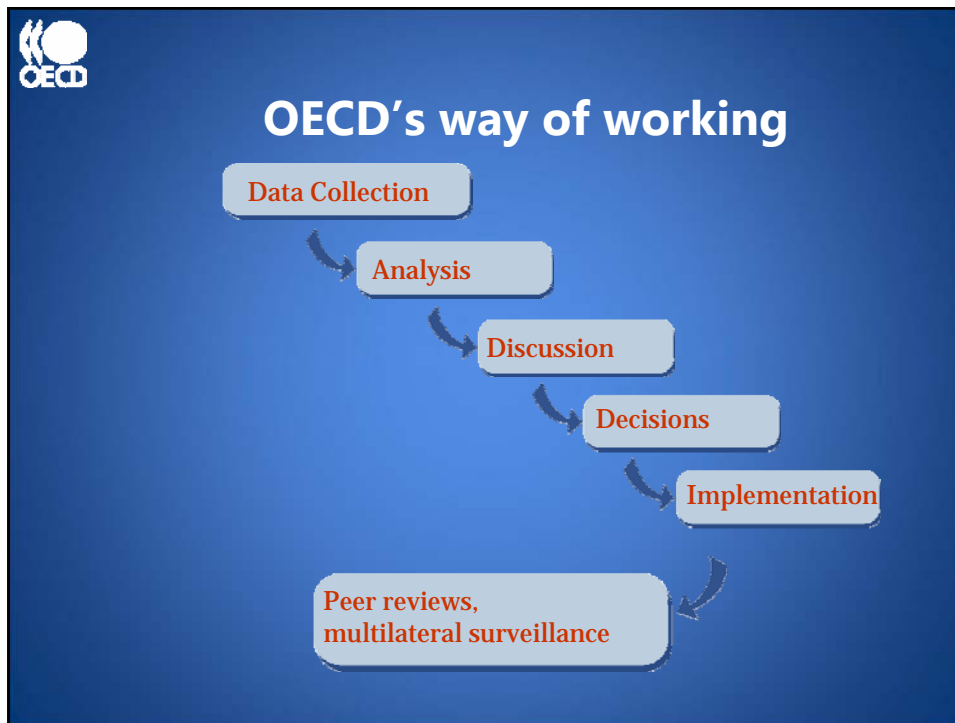 OECD
OECD’s way of working
Data Collection
Analysis
Discussion
Decisions
Implementation
Peer reviews,
multilateral surveillance